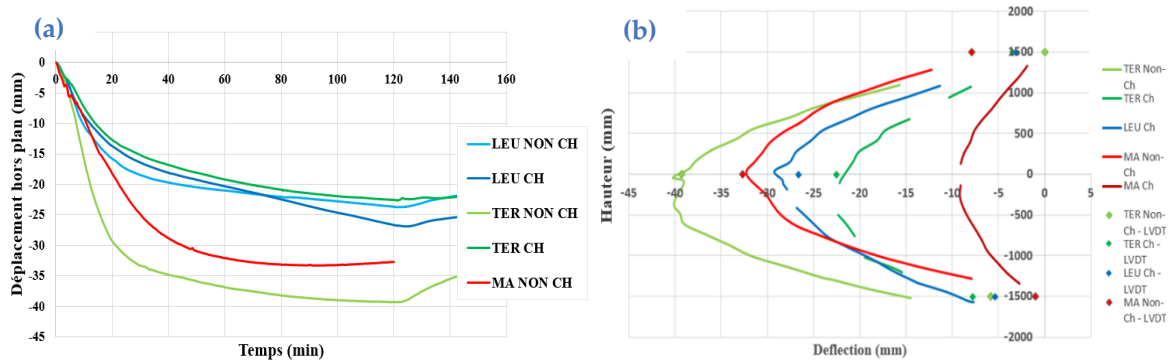 (a)
Déplacement hors plan (mm)
5
0
-5
-10
-15
-20
-25
-30
-35
-40
-45
0
20
40
60
80
100
120
140
160
Temps (min)
LEU NON CH
LEU CH
TER NON CH
TER CH
MA NON CH
(b)
Hauteur (mm)
2000
1500
1000
500
0
-500
-1000
-1500
-2000
-45
-40
-35
-30
-25
-20
-15
-10
-5
0
5
Deflection (mm)
TER Non-
Ch
TER Ch
LEU Ch
MA Non-
Ch
MA Ch
TER Non-
Ch - LVDT
TER Ch -
LVDT
LEU Ch -
LVDT
MA Non-
Ch - LVDT